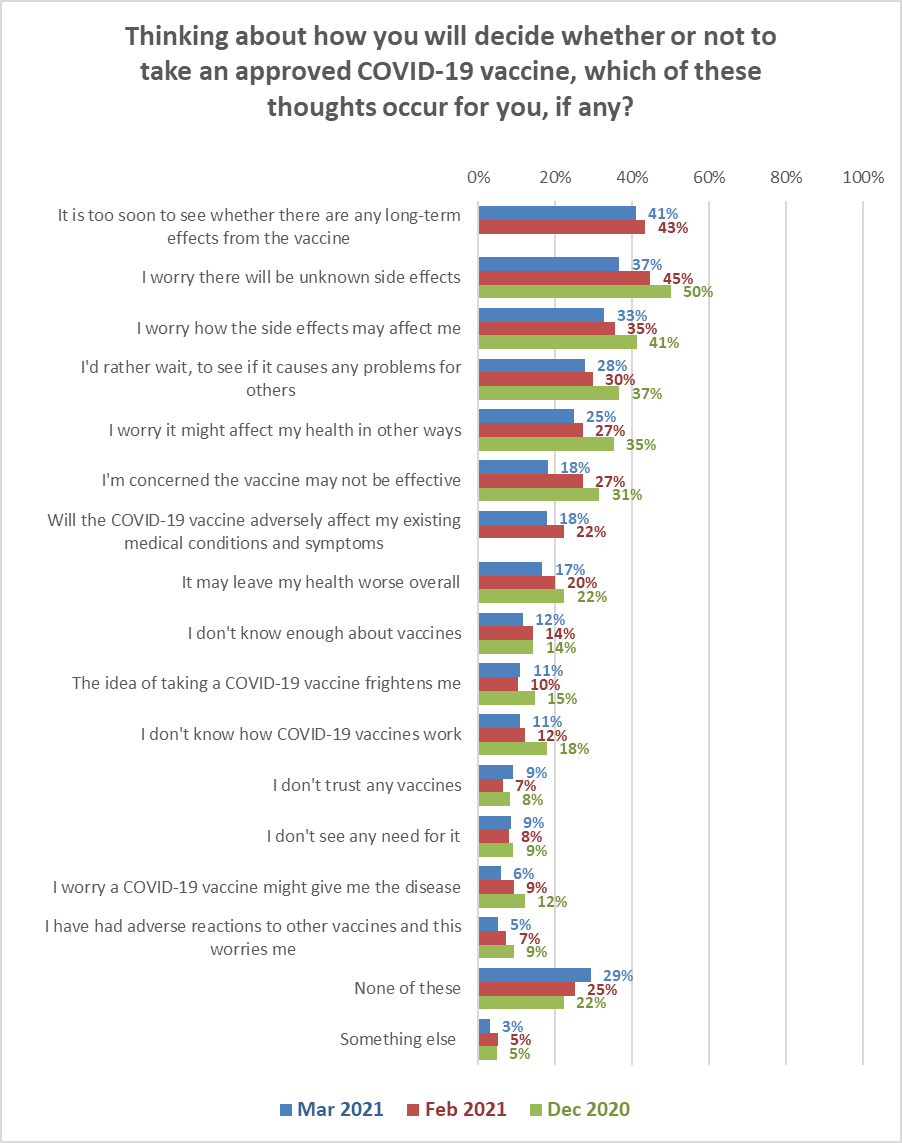 Thinking about how you will decide whether or not to
take an approved COVID-19 vaccine, which of these
thoughts occur for you, if any?
0% 20% 40% 60% 80% 100%
It is too soon to see whether there are any long-term
effects from the vaccine
41%
43%
I worry there will be unknown side effects
37%
45%
50%
I worry how the side effects may affect me
33%
35%
41%
I'd rather wait, to see if it causes any problems for
others
28%
30%
37%
I worry it might affect my health in other ways
25%
27%
35%
I'm concerned the vaccine may not be effective
18%
27%
31%
Will the COVID-19 vaccine adversely affect my existing
medical conditions and symptoms
18%
22%
It may leave my health worse overall
17%
20%
22%
I don't know enough about vaccines
12%
14%
14%
The idea of taking a COVID-19 vaccine frightens me
11%
10%
15%
I don't know how COVID-19 vaccines work
11%
12%
18%
I don't trust any vaccines
9%
7%
8%
I don't see any need for it
9%
8%
9%
I worry a COVID-19 vaccine might give me the disease
6%
9%
12%
I have had adverse reactions to other vaccines and this
worries me
5%
7%
9%
None of these
29%
25%
22%
Something else
3%
5%
5%
Mar 2021 Feb 2021 Dec 2020